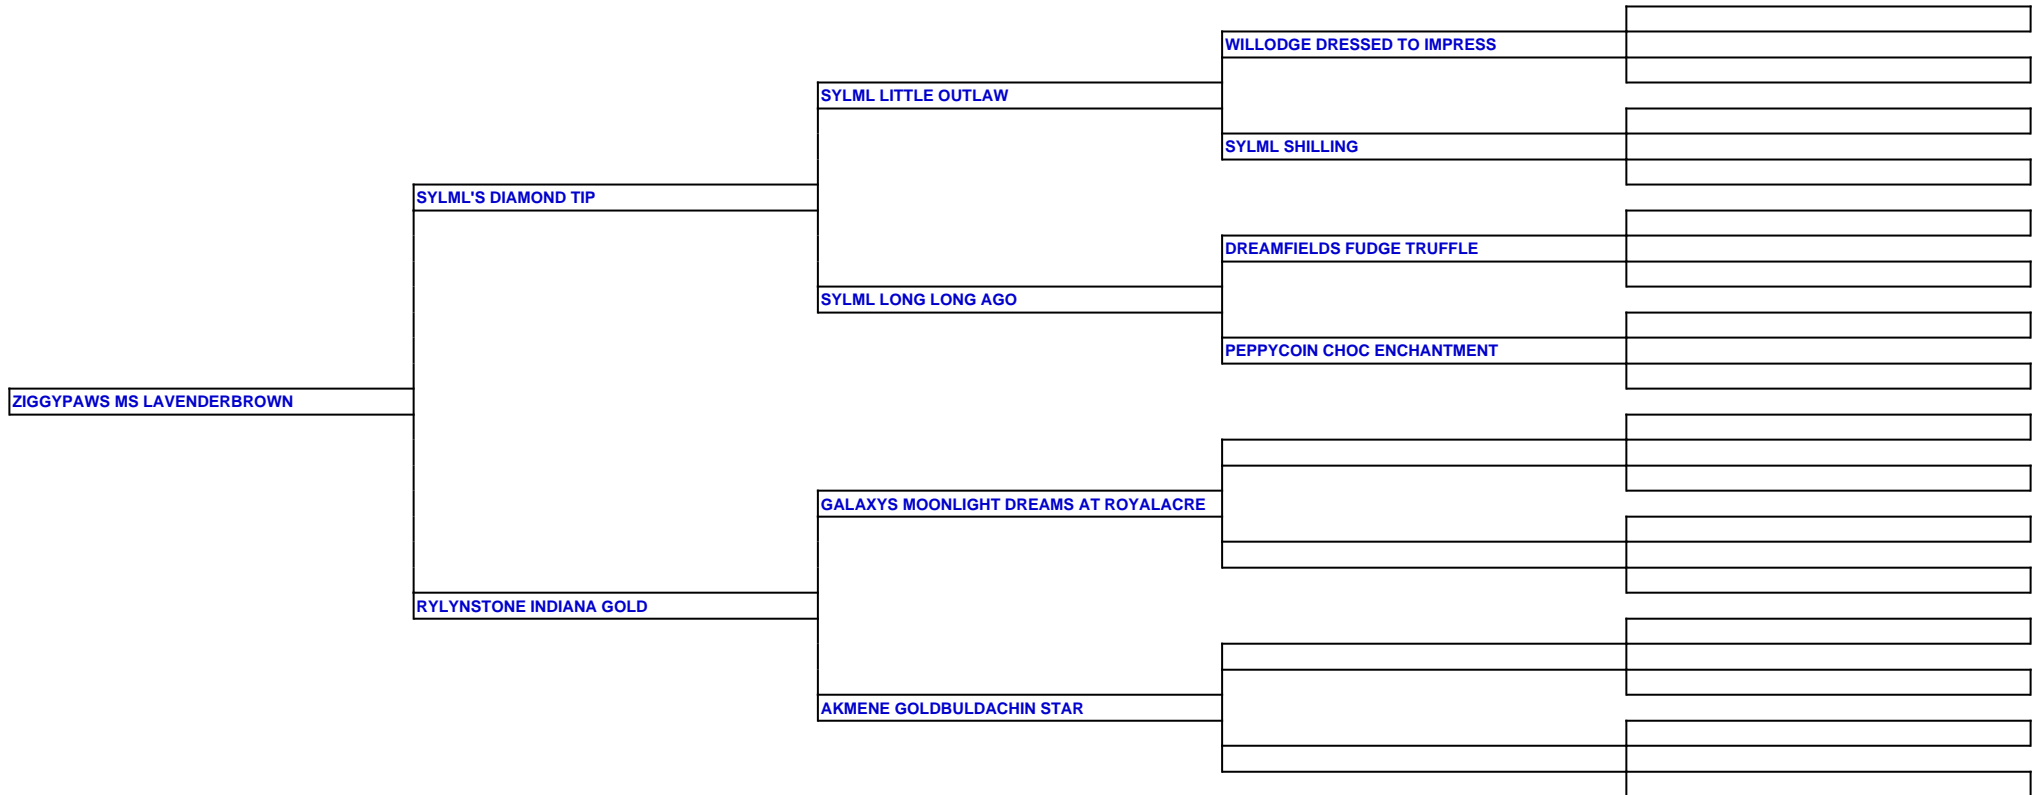 WILLODGE DRESSED TO IMPRESS
SYLML LITTLE OUTLAW
SYLML SHILLING
SYLML'S DIAMOND TIP
DREAMFIELDS FUDGE TRUFFLE
SYLML LONG LONG AGO
PEPPYCOIN CHOC ENCHANTMENT
ZIGGYPAWS MS LAVENDERBROWN
GALAXYS MOONLIGHT DREAMS AT ROYALACRE
RYLYNSTONE INDIANA GOLD
AKMENE GOLDBULDACHIN STAR